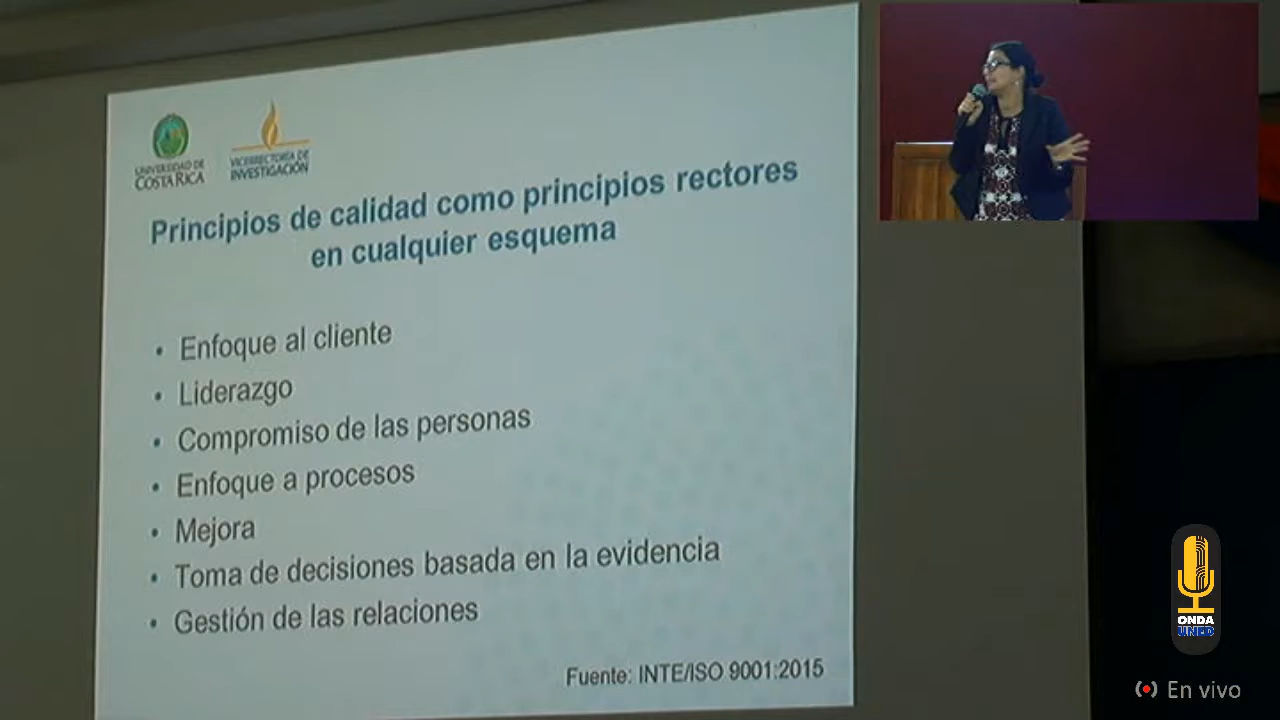 UNIVERSIDAD DE
COSTA RICA
VICERRECTORÍA DE
INVESTIGACIÓN
Principios de calidad como principios rectores
en cualquier esquema
• Enfoque al cliente
• Liderazgo
• Compromiso de las personas
• Enfoque a procesos
• Mejora
• Toma de decisiones basada en la evidencia
• Gestión de las relaciones
Fuente: INTE/ISO 9001:2015
ONDA
UNED
En vivo